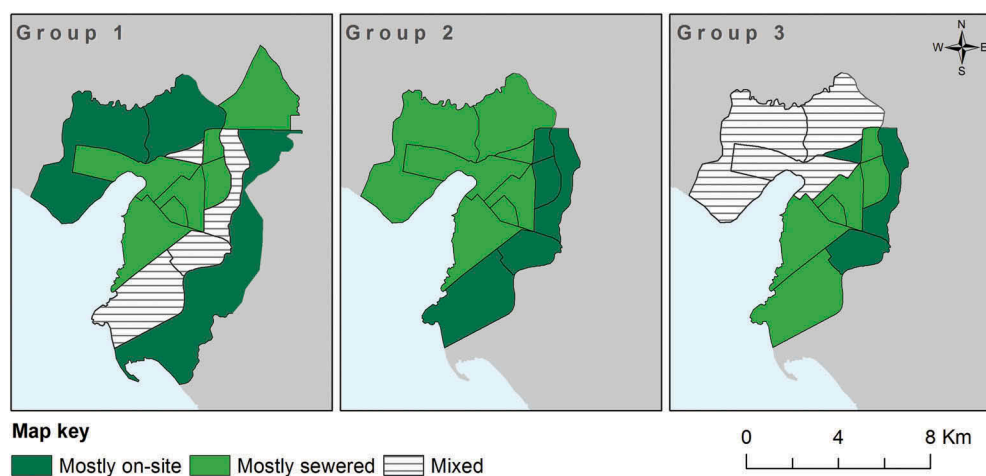 Group 1
Group 2
Group 3
N
W E
S
Map key
Mostly on-site
Mostly sewered
Mixed
0 4 8 Km